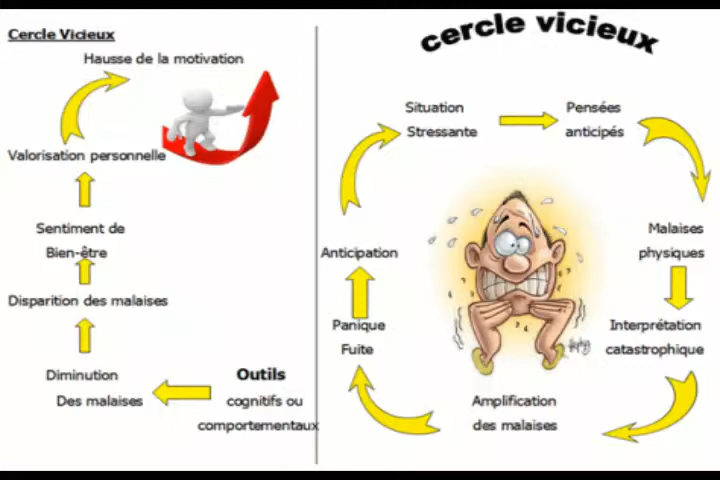 Cercle Vicieux
Hausse de la motivation
Valorisation personnelle
Sentiment de
Bien-être
Disparition des malaises
Diminution
Des malaises
Outils
cognitifs ou
comportementaux
cercle vicieux
Situation
Stressante
Pensées
anticipés
Malaises
physiques
Interprétation
catastrophique
Amplification
des malaises
Panique
Fuite
Anticipation